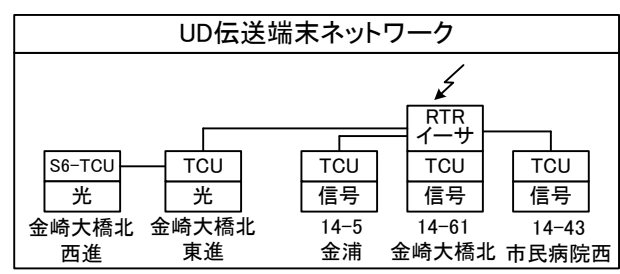 UD伝送端末ネットワーク
RTR
イーサ
S6-TCU
TCU
TCU
TCU
TCU
光
光
信号
信号
信号
金崎大橋北
西進
金崎大橋北
東進
14-5
金浦
14-61
金崎大橋北
14-43
市民病院西